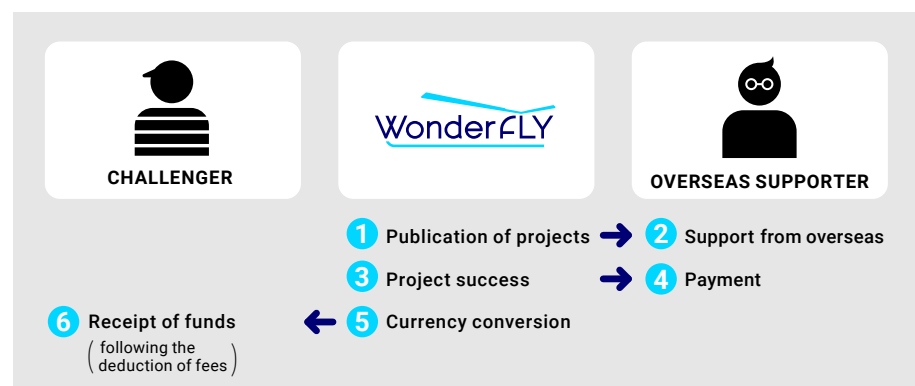 CHALLENGER
WonderFLY
OVERSEAS SUPPORTER
1 Publication of projects → 2 Support from overseas
3 Project success → 4 Payment
6 Receipt of funds ← 5 Currency conversion
(following the
deduction of fees)